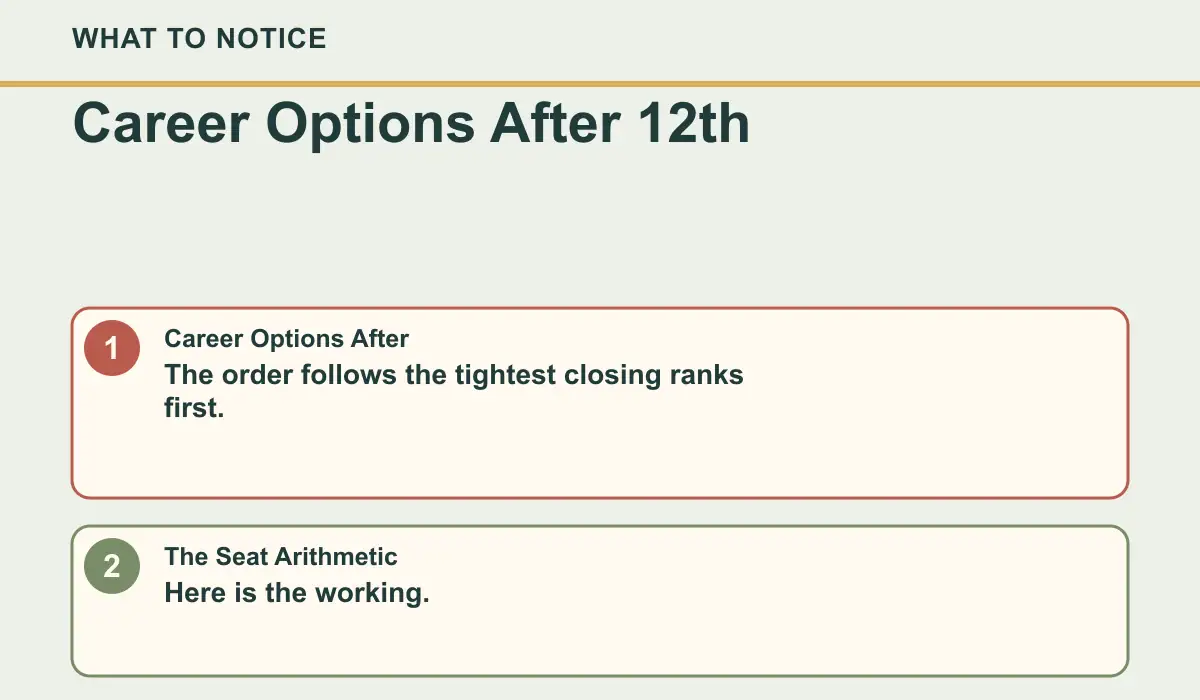 WHAT TO NOTICE
Career Options After 12th
1
Career Options After
The order follows the tightest closing ranks
first.
2
The Seat Arithmetic
Here is the working.